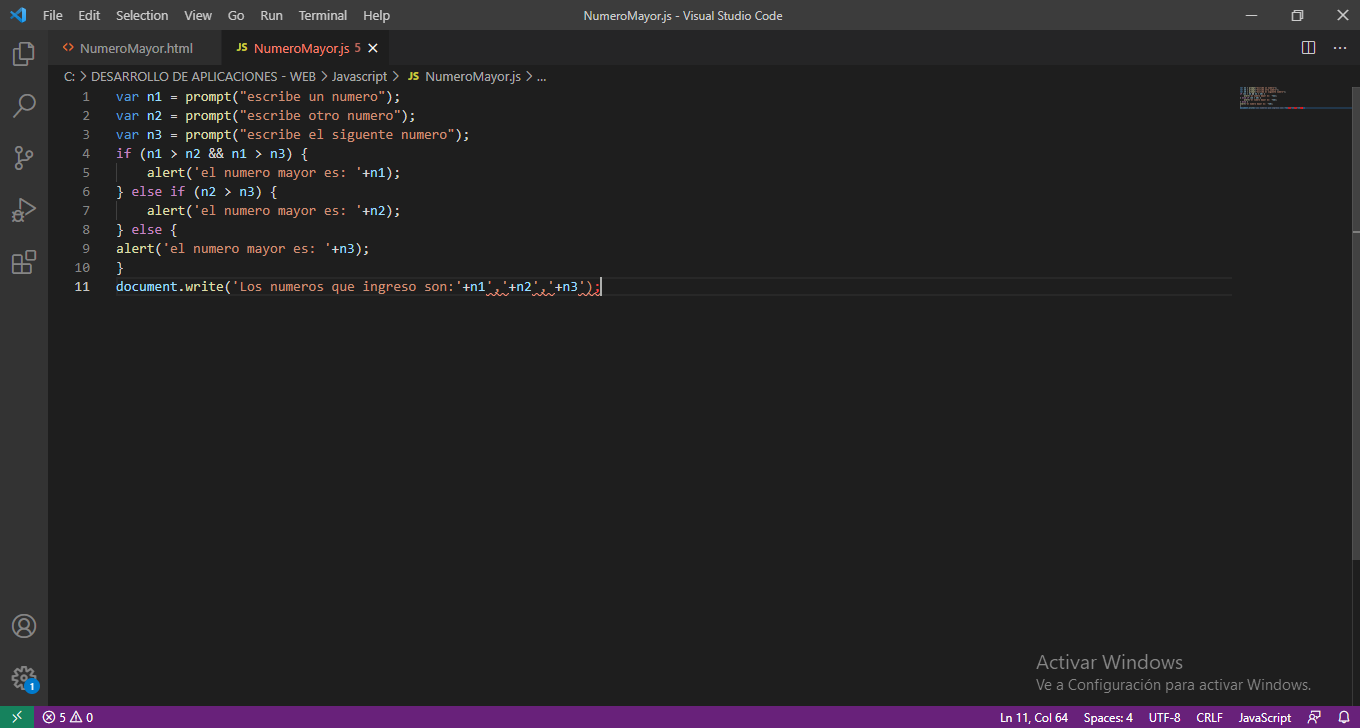 File Edit Selection View Go Run Terminal Help NumeroMayor.js - Visual Studio Code
NumeroMayor.html JS NumeroMayor.js 5
C: > DESARROLLO DE APLICACIONES - WEB > Javascript > JS NumeroMayor.js > ...
1 var n1 = prompt("escribe un numero");
2 var n2 = prompt("escribe otro numero");
3 var n3 = prompt("escribe el siguente numero");
4 if (n1 > n2 && n1 > n3) {
5     alert('el numero mayor es: '+n1);
6 } else if (n2 > n3) {
7     alert('el numero mayor es: '+n2);
8 } else {
9 alert('el numero mayor es: '+n3);
10 }
11 document.write('Los numeros que ingreso son:'+n1','+n2','+n3');
Activar Windows
Ve a Configuración para activar Windows.
1
5 0 Ln 11, Col 64 Spaces: 4 UTF-8 CRLF JavaScript